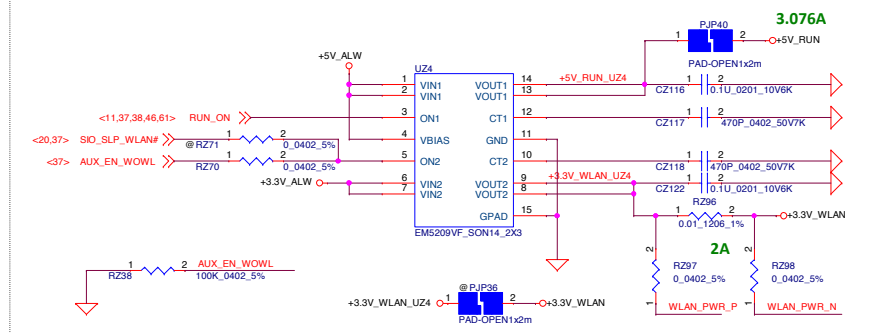 3.076A
PJP40
1 2
+5V_RUN
PAD-OPEN1x2m
+5V_ALW
UZ4
1 VIN1 VOUT1 14 +5V_RUN_UZ4 1 2
2 VIN1 VOUT1 13 CZ116 0.1U_0201_10V6K
<11,37,38,46,61> RUN_ON 3 ON1 CT1 12 1 2
CZ117 470P_0402_50V7K
<20,37> SIO_SLP_WLAN# 1 2 4 VBIAS GND 11
@RZ71 0_0402_5%
<37> AUX_EN_WOWL 1 2 5 ON2 CT2 10 1 2
RZ70 0_0402_5% CZ118 470P_0402_50V7K
+3.3V_ALW 6 VIN2 VOUT2 9 +3.3V_WLAN_UZ4 1 2
7 VIN2 VOUT2 8 CZ122 0.1U_0201_10V6K
RZ96
GPAD 15 1 2 +3.3V_WLAN
EM5209VF_SON14_2X3 0.01_1206_1%
2A
1 2 AUX_EN_WOWL
RZ38 100K_0402_5%
2 RZ97 2 RZ98
0_0402_5% 0_0402_5%
1 1
@PJP36
+3.3V_WLAN_UZ4 1 2 +3.3V_WLAN
PAD-OPEN1x2m
WLAN_PWR_P WLAN_PWR_N